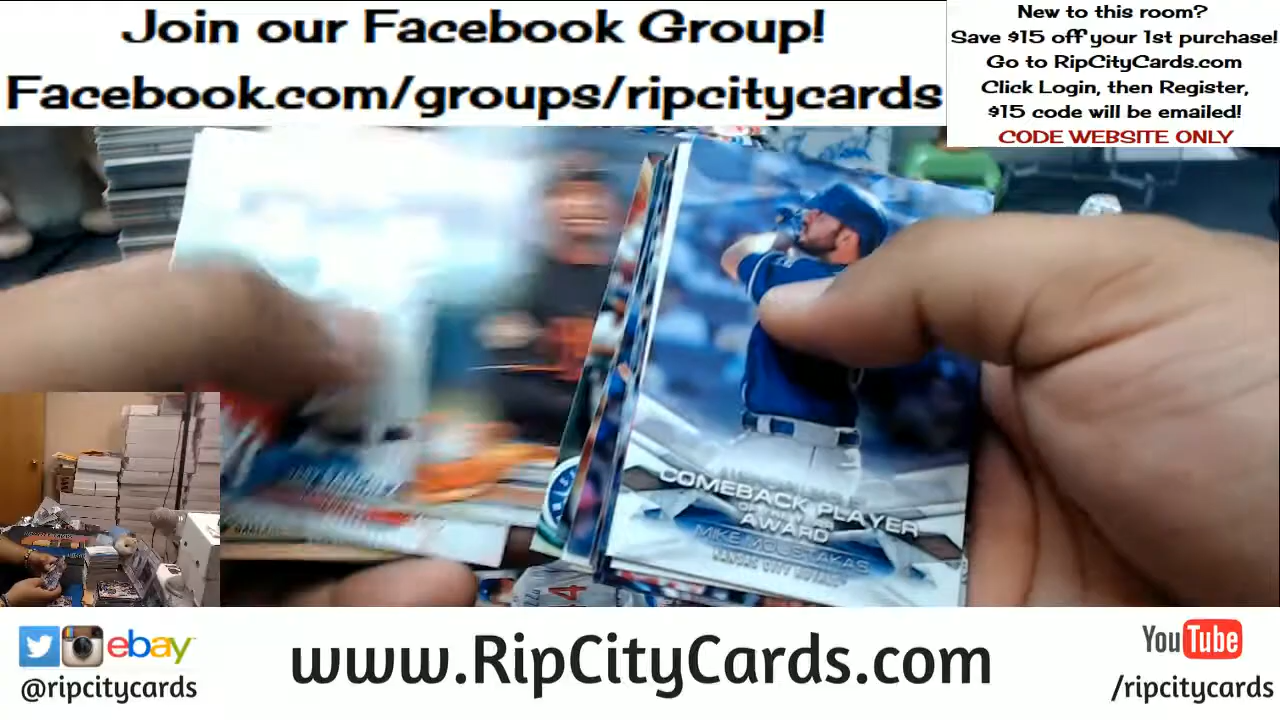 Join our Facebook Group!
Facebook.com/groups/ripcitycards
New to this room?
Save $15 off your 1st purchase!
Go to RipCityCards.com
Click Login, then Register,
$15 code will be emailed!
CODE WEBSITE ONLY
COMEBACK PLAYER
AWARD
MIKE MOUSTAKAS
KANSAS CITY ROYALS
ebay
@ripcitycards
www.RipCityCards.com
YouTube
/ripcitycards